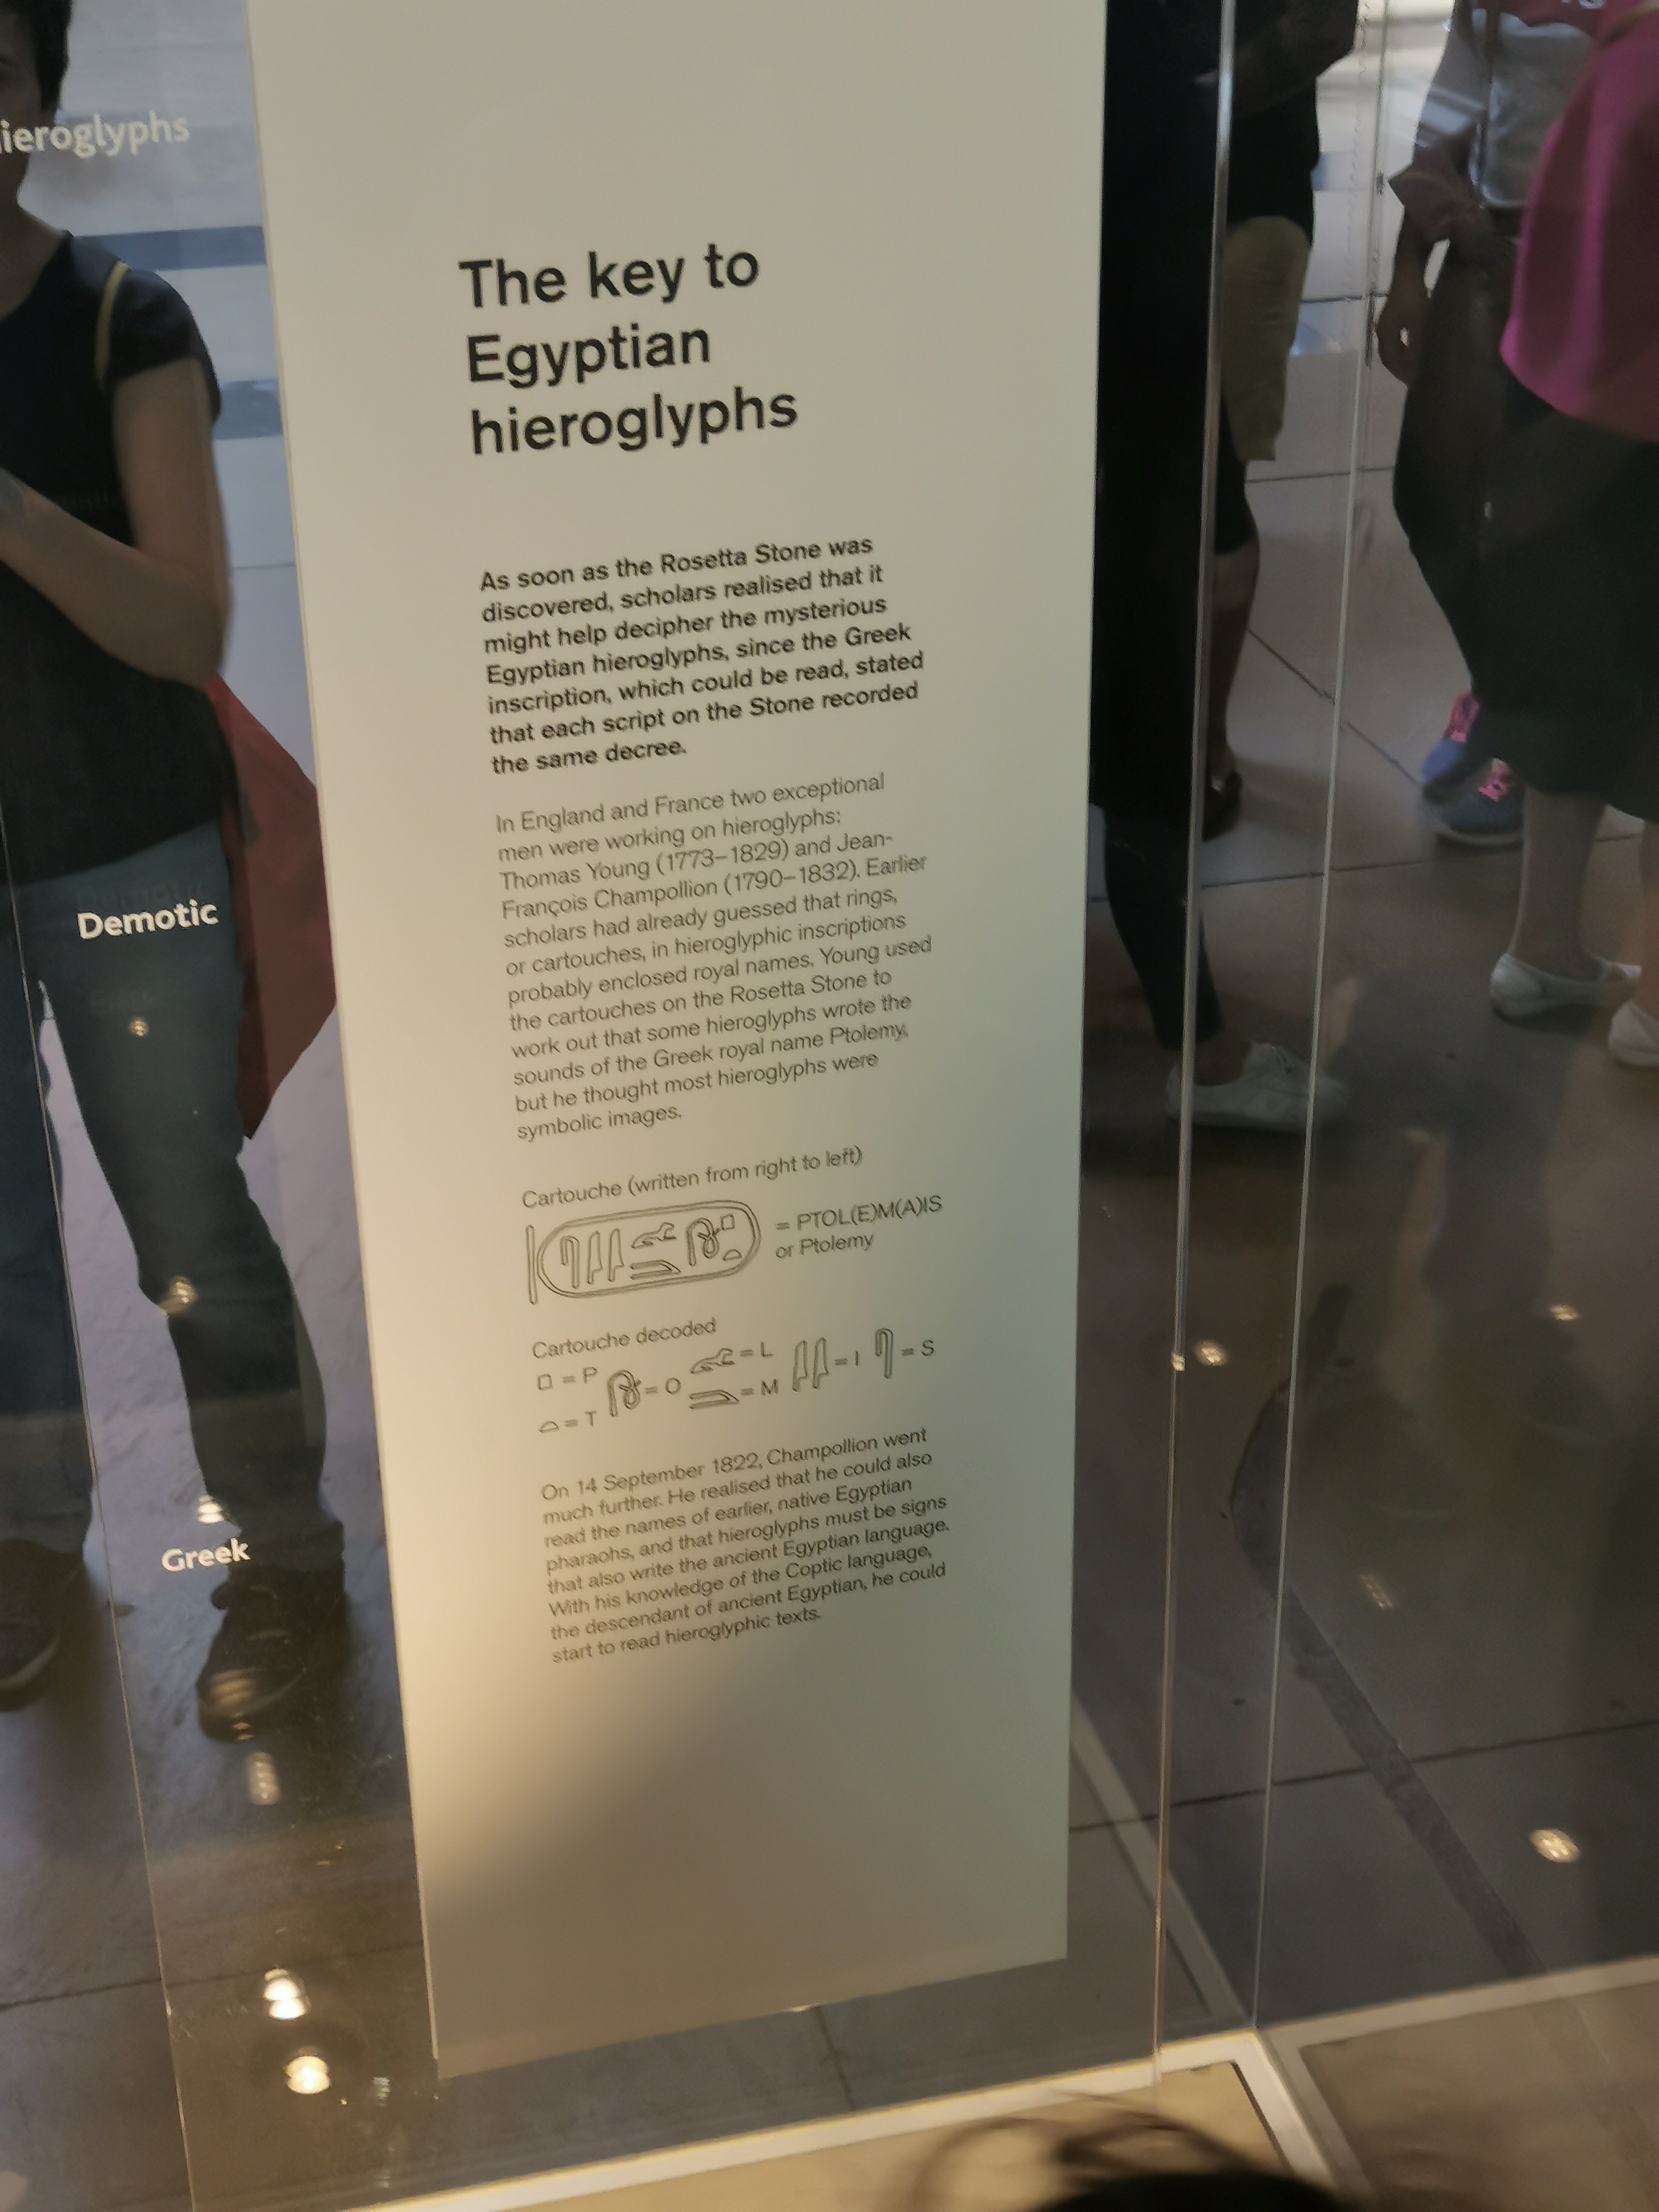 ieroglyphs
The key to
Egyptian
hieroglyphs
As soon as the Rosetta Stone was
discovered, scholars realised that it
might help decipher the mysterious
Egyptian hieroglyphs, since the Greek
inscription, which could be read, stated
that each script on the Stone recorded
the same decree.
In England and France two exceptional
men were working on hieroglyphs:
Thomas Young (1773–1829) and Jean-
François Champollion (1790–1832). Earlier
scholars had already guessed that rings,
or cartouches, in hieroglyphic inscriptions
probably enclosed royal names. Young used
the cartouches on the Rosetta Stone to
work out that some hieroglyphs wrote the
sounds of the Greek royal name Ptolemy,
but he thought most hieroglyphs were
symbolic images.
Cartouche (written from right to left)
= PTOL(E)M(A)IS
or Ptolemy
Cartouche decoded
= P = O = L = I = S
= T = M
On 14 September 1822, Champollion went
much further. He realised that he could also
read the names of earlier, native Egyptian
pharaohs, and that hieroglyphs must be signs
that also write the ancient Egyptian language.
With his knowledge of the Coptic language,
the descendant of ancient Egyptian, he could
start to read hieroglyphic texts.
Demotic
Greek